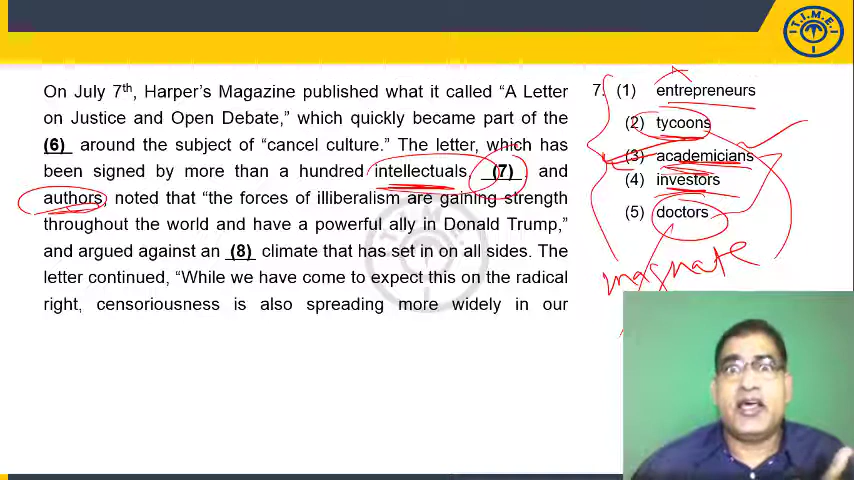 T.I.M.E.
On July 7th, Harper's Magazine published what it called "A Letter
on Justice and Open Debate," which quickly became part of the
(6) around the subject of "cancel culture." The letter, which has
been signed by more than a hundred intellectuals, (7) and
authors, noted that "the forces of illiberalism are gaining strength
throughout the world and have a powerful ally in Donald Trump,"
and argued against an (8) climate that has set in on all sides. The
letter continued, "While we have come to expect this on the radical
right, censoriousness is also spreading more widely in our
7. (1) entrepreneurs
(2) tycoons
(3) academicians
(4) investors
(5) doctors
magnate